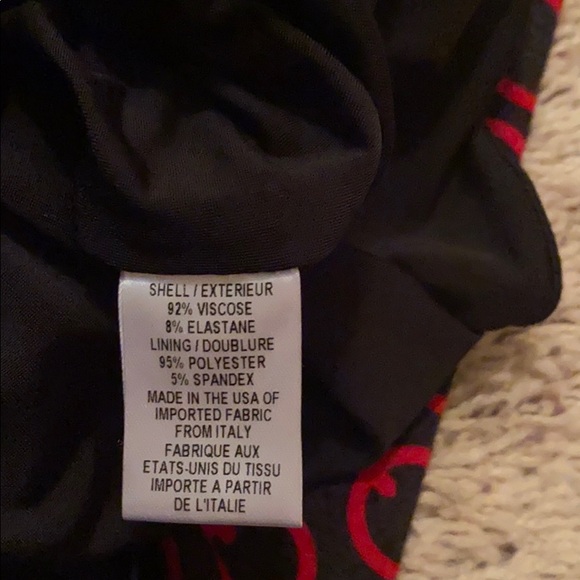 SHELL / EXTERIEUR
92% VISCOSE
8% ELASTANE
LINING / DOUBLURE
95% POLYESTER
5% SPANDEX
MADE IN THE USA OF
IMPORTED FABRIC
FROM ITALY
FABRIQUE AUX
ETATS-UNIS DU TISSU
IMPORTE A PARTIR
DE L'ITALIE